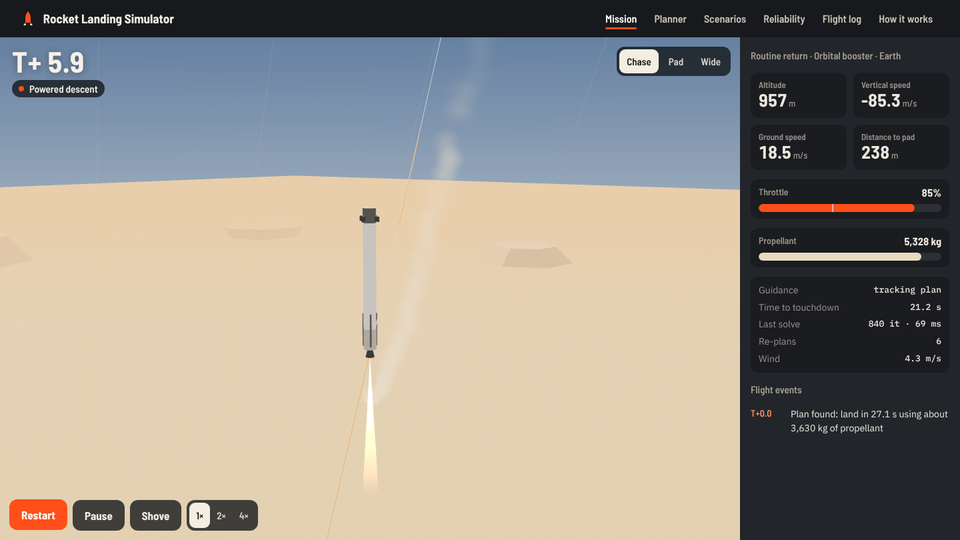 Rocket Landing Simulator
Mission Planner Scenarios Reliability Flight log How it works
T+ 5.9
Powered descent
Chase Pad Wide
Routine return · Orbital booster · Earth
Altitude
957 m
Vertical speed
-85.3 m/s
Ground speed
18.5 m/s
Distance to pad
238 m
Throttle 85%
Propellant 5,328 kg
Guidance tracking plan
Time to touchdown 21.2 s
Last solve 840 it · 69 ms
Re-plans 6
Wind 4.3 m/s
Flight events
T+0.0 Plan found: land in 27.1 s using about
3,630 kg of propellant
Restart Pause Shove 1× 2× 4×